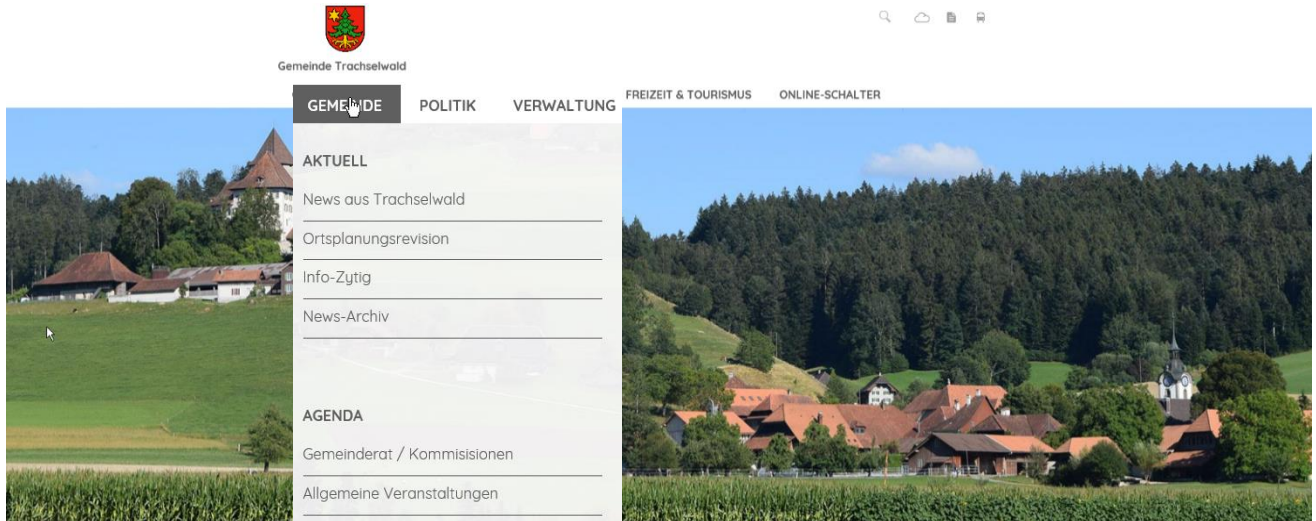 Gemeinde Trachselwald
GEMEINDE POLITIK VERWALTUNG FREIZEIT & TOURISMUS ONLINE-SCHALTER
AKTUELL
News aus Trachselwald
Ortsplanungsrevision
Info-Zytig
News-Archiv
AGENDA
Gemeinderat / Kommisisionen
Allgemeine Veranstaltungen